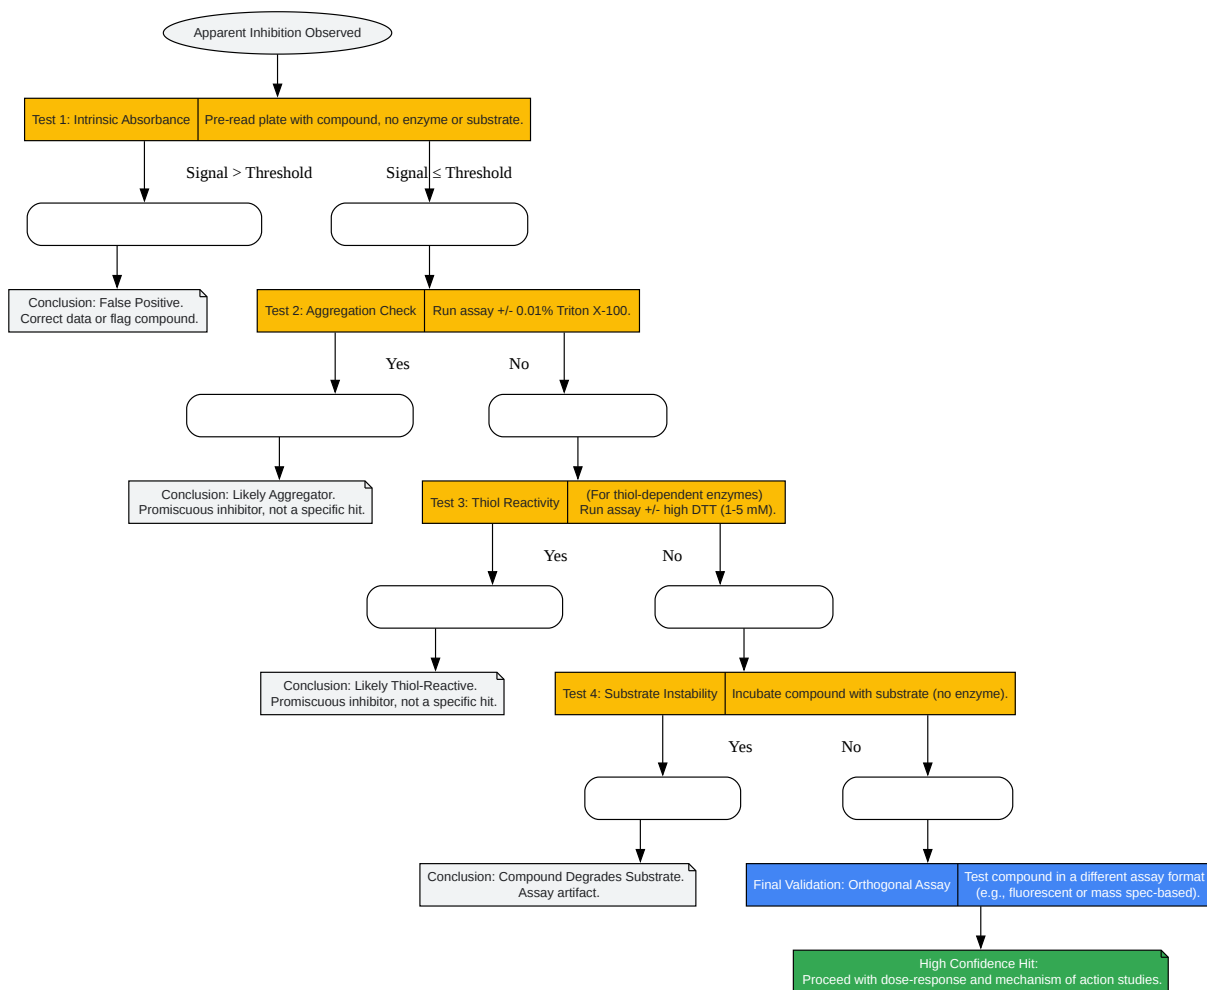 Apparent Inhibition Observed
Test 1: Intrinsic Absorbance
Pre-read plate with compound, no enzyme or substrate.
Signal > Threshold
Signal ≤ Threshold
Conclusion: False Positive.
Correct data or flag compound.
Test 2: Aggregation Check
Run assay +/- 0.01% Triton X-100.
Yes
No
Conclusion: Likely Aggregator.
Promiscuous inhibitor, not a specific hit.
Test 3: Thiol Reactivity
(For thiol-dependent enzymes)
Run assay +/- high DTT (1-5 mM).
Yes
No
Conclusion: Likely Thiol-Reactive.
Promiscuous inhibitor, not a specific hit.
Test 4: Substrate Instability
Incubate compound with substrate (no enzyme).
Yes
No
Conclusion: Compound Degrades Substrate.
Assay artifact.
Final Validation: Orthogonal Assay
Test compound in a different assay format
(e.g., fluorescent or mass spec-based).
High Confidence Hit:
Proceed with dose-response and mechanism of action studies.